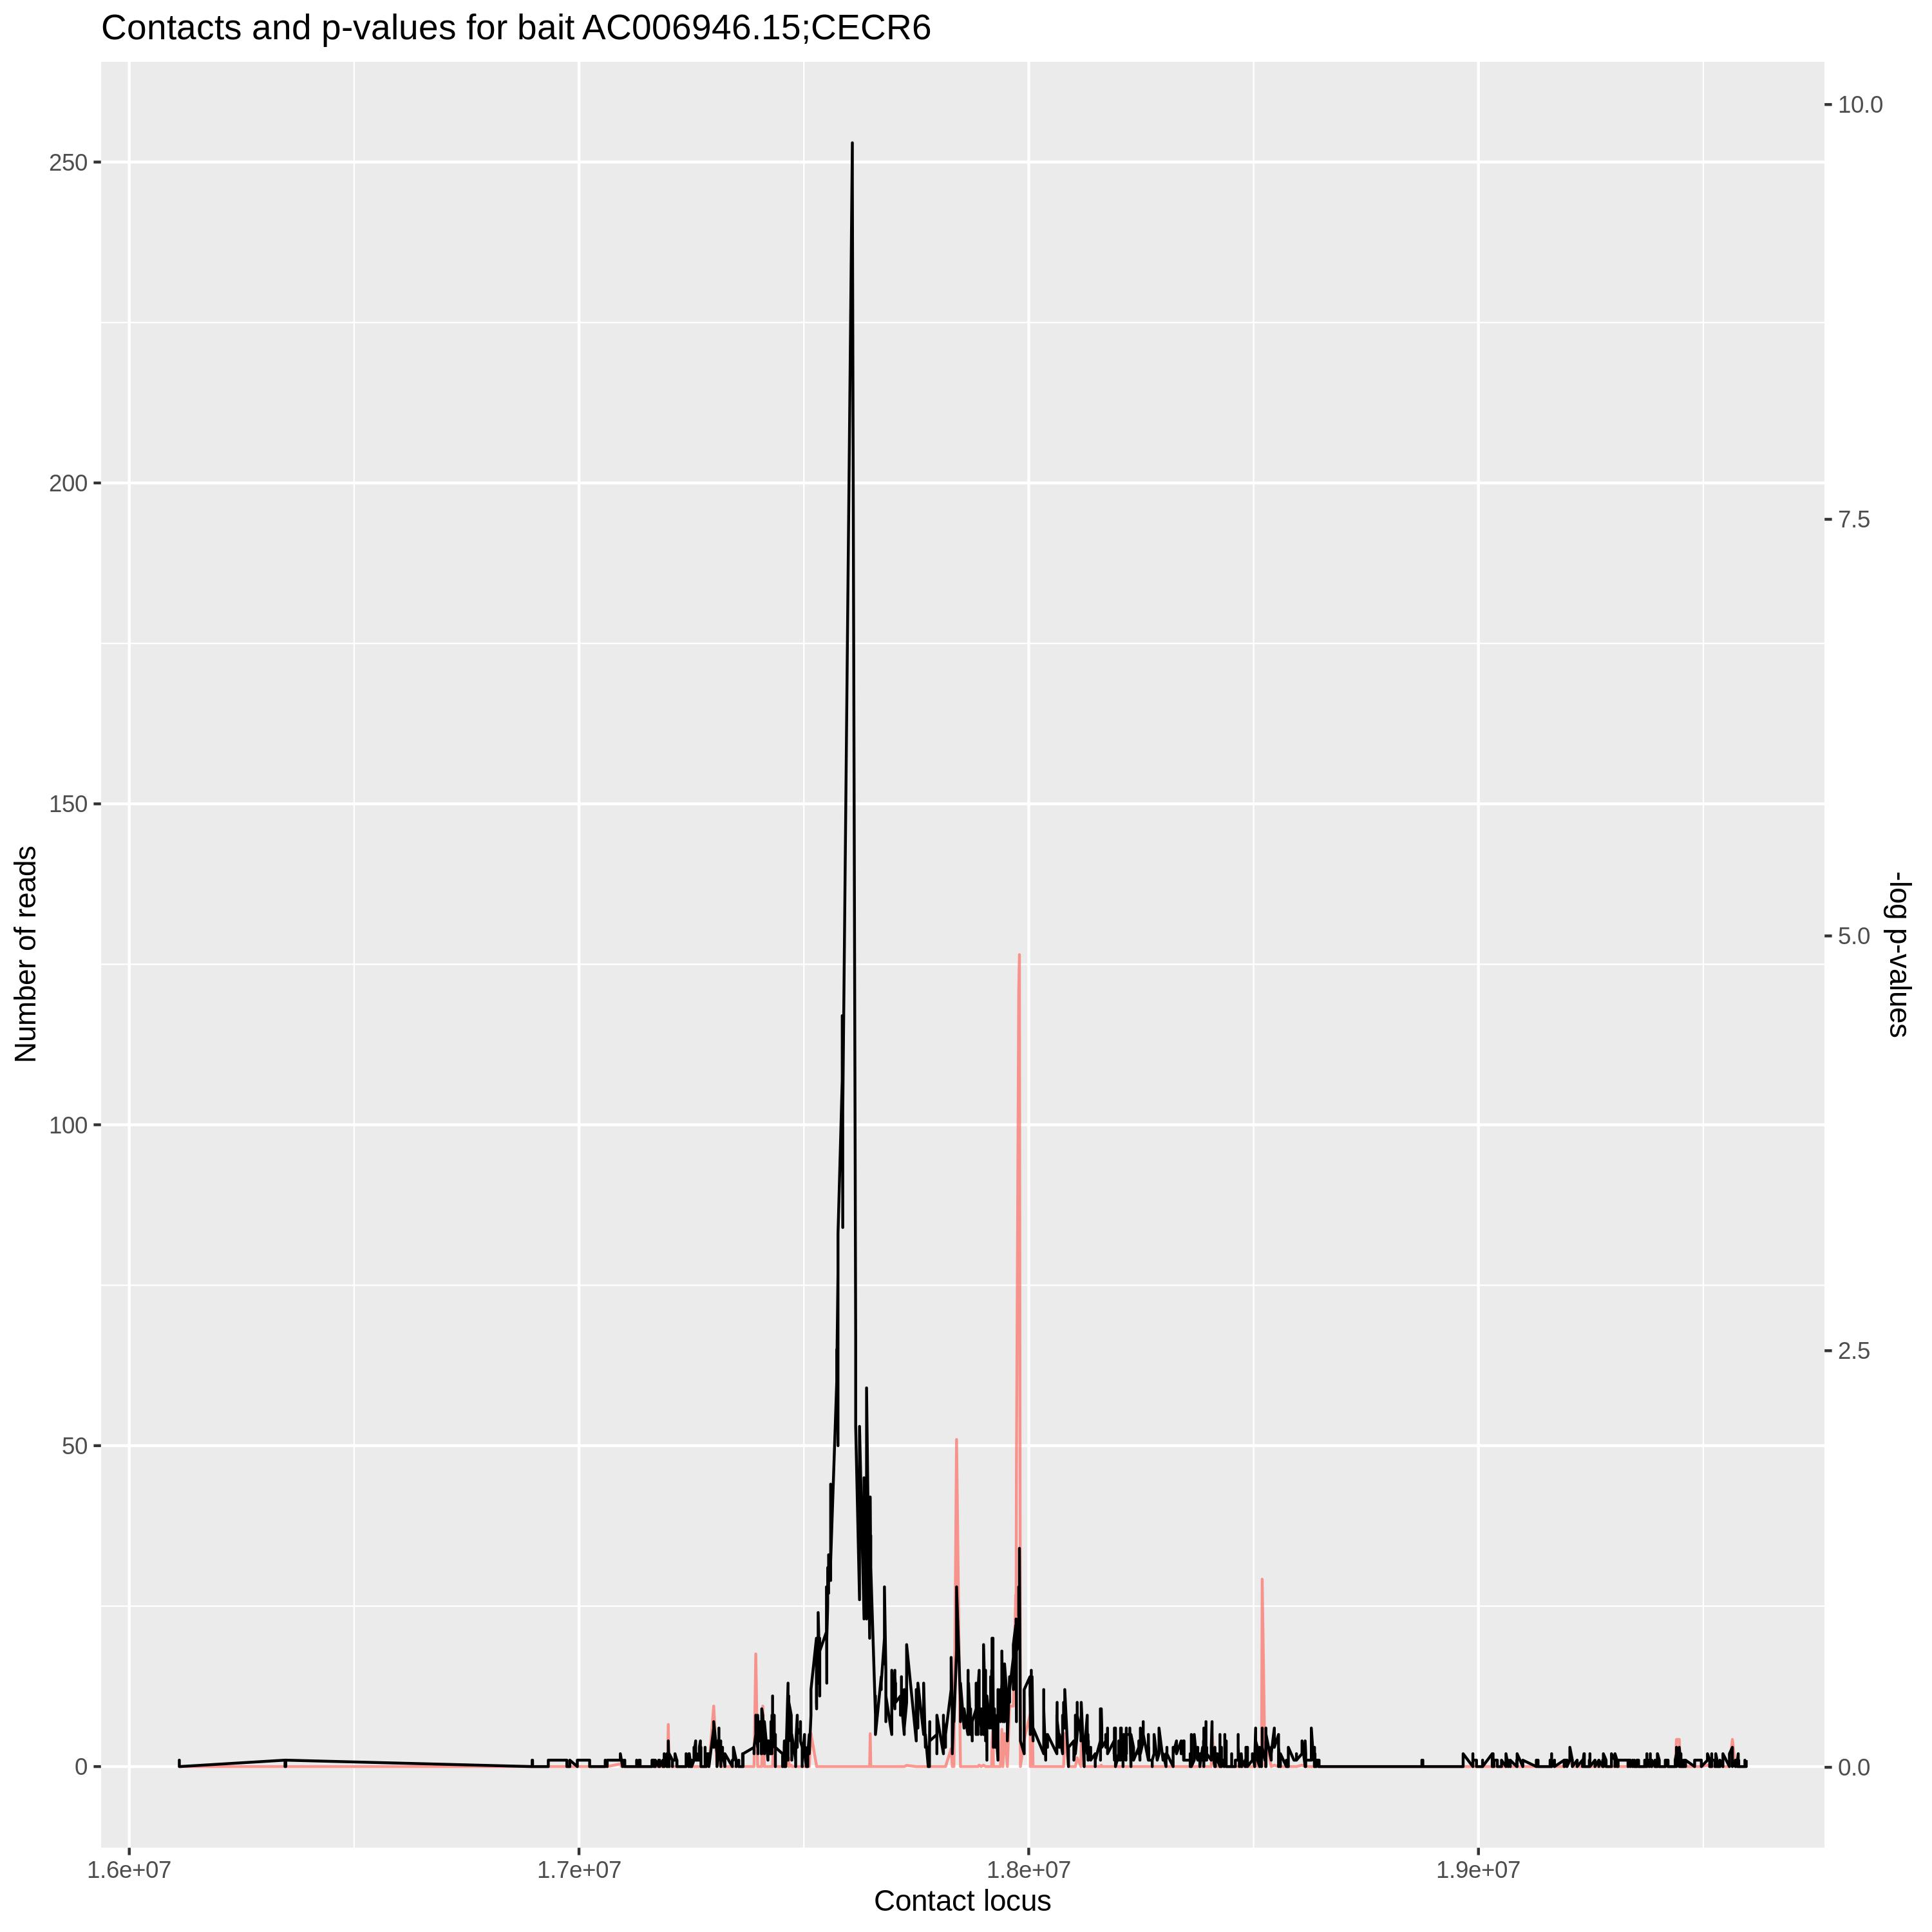 Contacts and p-values for bait AC006946.15;CECR6
250
200
150
100
50
0
Number of reads
10.0
7.5
5.0
2.5
0.0
-log p-values
1.6e+07
1.7e+07
1.8e+07
1.9e+07
Contact locus